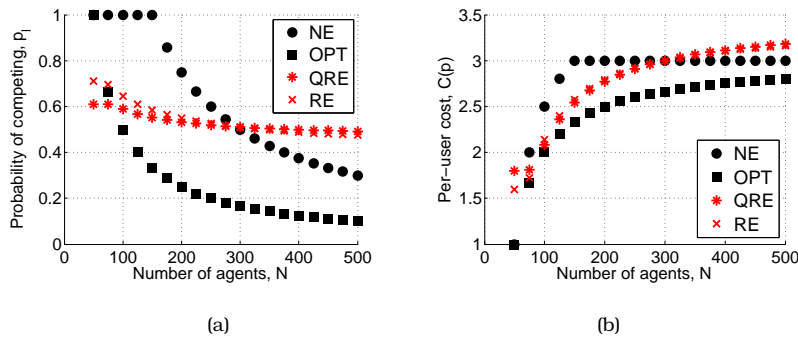 Probability of competing, p_l
1
0.8
0.6
0.4
0.2
0
0 100 200 300 400 500
Number of agents, N
NE
OPT
QRE
RE
(a)
Per−user cost, C(p)
3.5
3
2.5
2
1.5
1
0 100 200 300 400 500
Number of agents, N
NE
OPT
QRE
RE
(b)